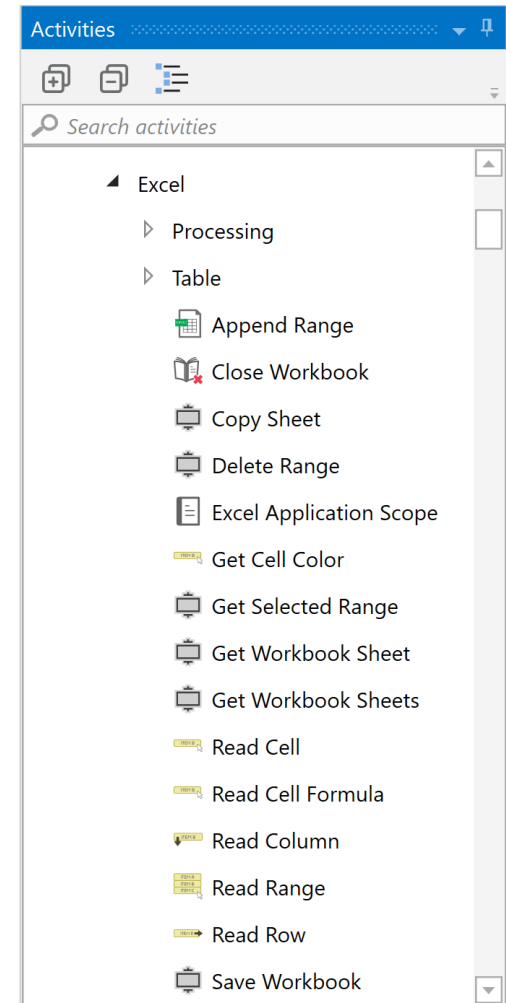 Activities
Search activities
Excel
Processing
Table
Append Range
Close Workbook
Copy Sheet
Delete Range
Excel Application Scope
Get Cell Color
Get Selected Range
Get Workbook Sheet
Get Workbook Sheets
Read Cell
Read Cell Formula
Read Column
Read Range
Read Row
Save Workbook